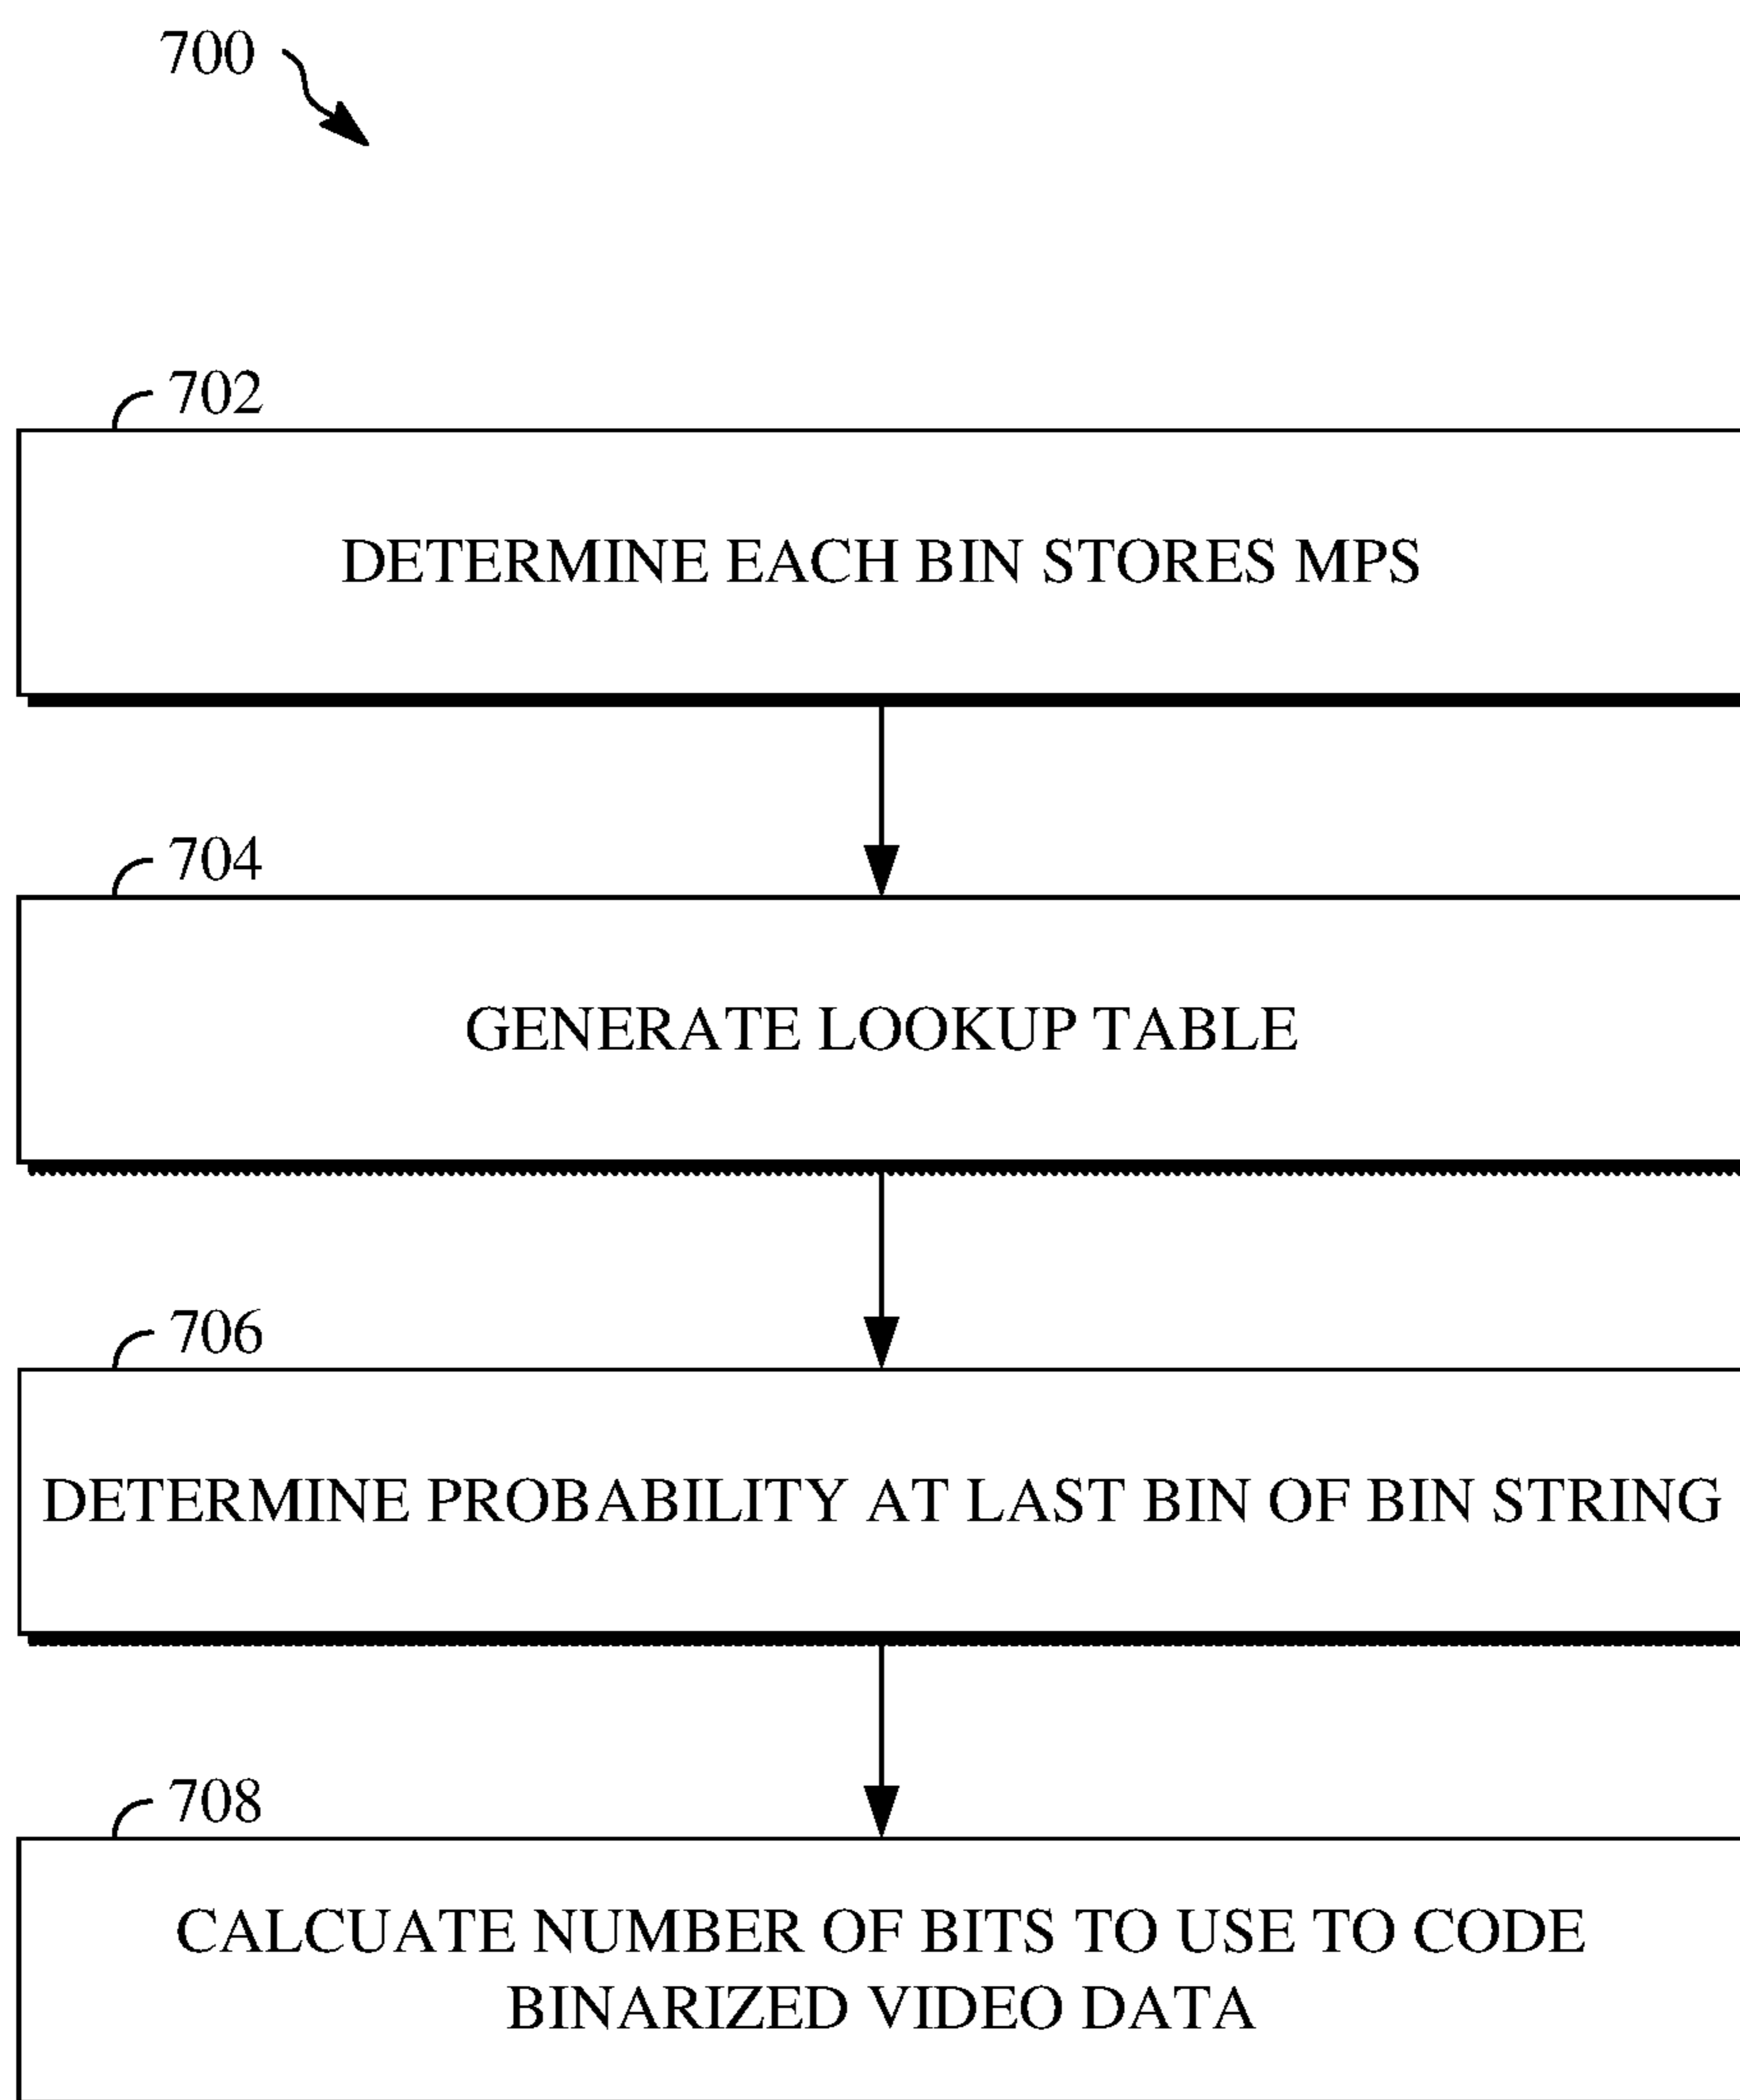 700
702
DETERMINE EACH BIN STORES MPS
704
GENERATE LOOKUP TABLE
706
DETERMINE PROBABILITY AT LAST BIN OF BIN STRING
708
CALCUATE NUMBER OF BITS TO USE TO CODE
BINARIZED VIDEO DATA